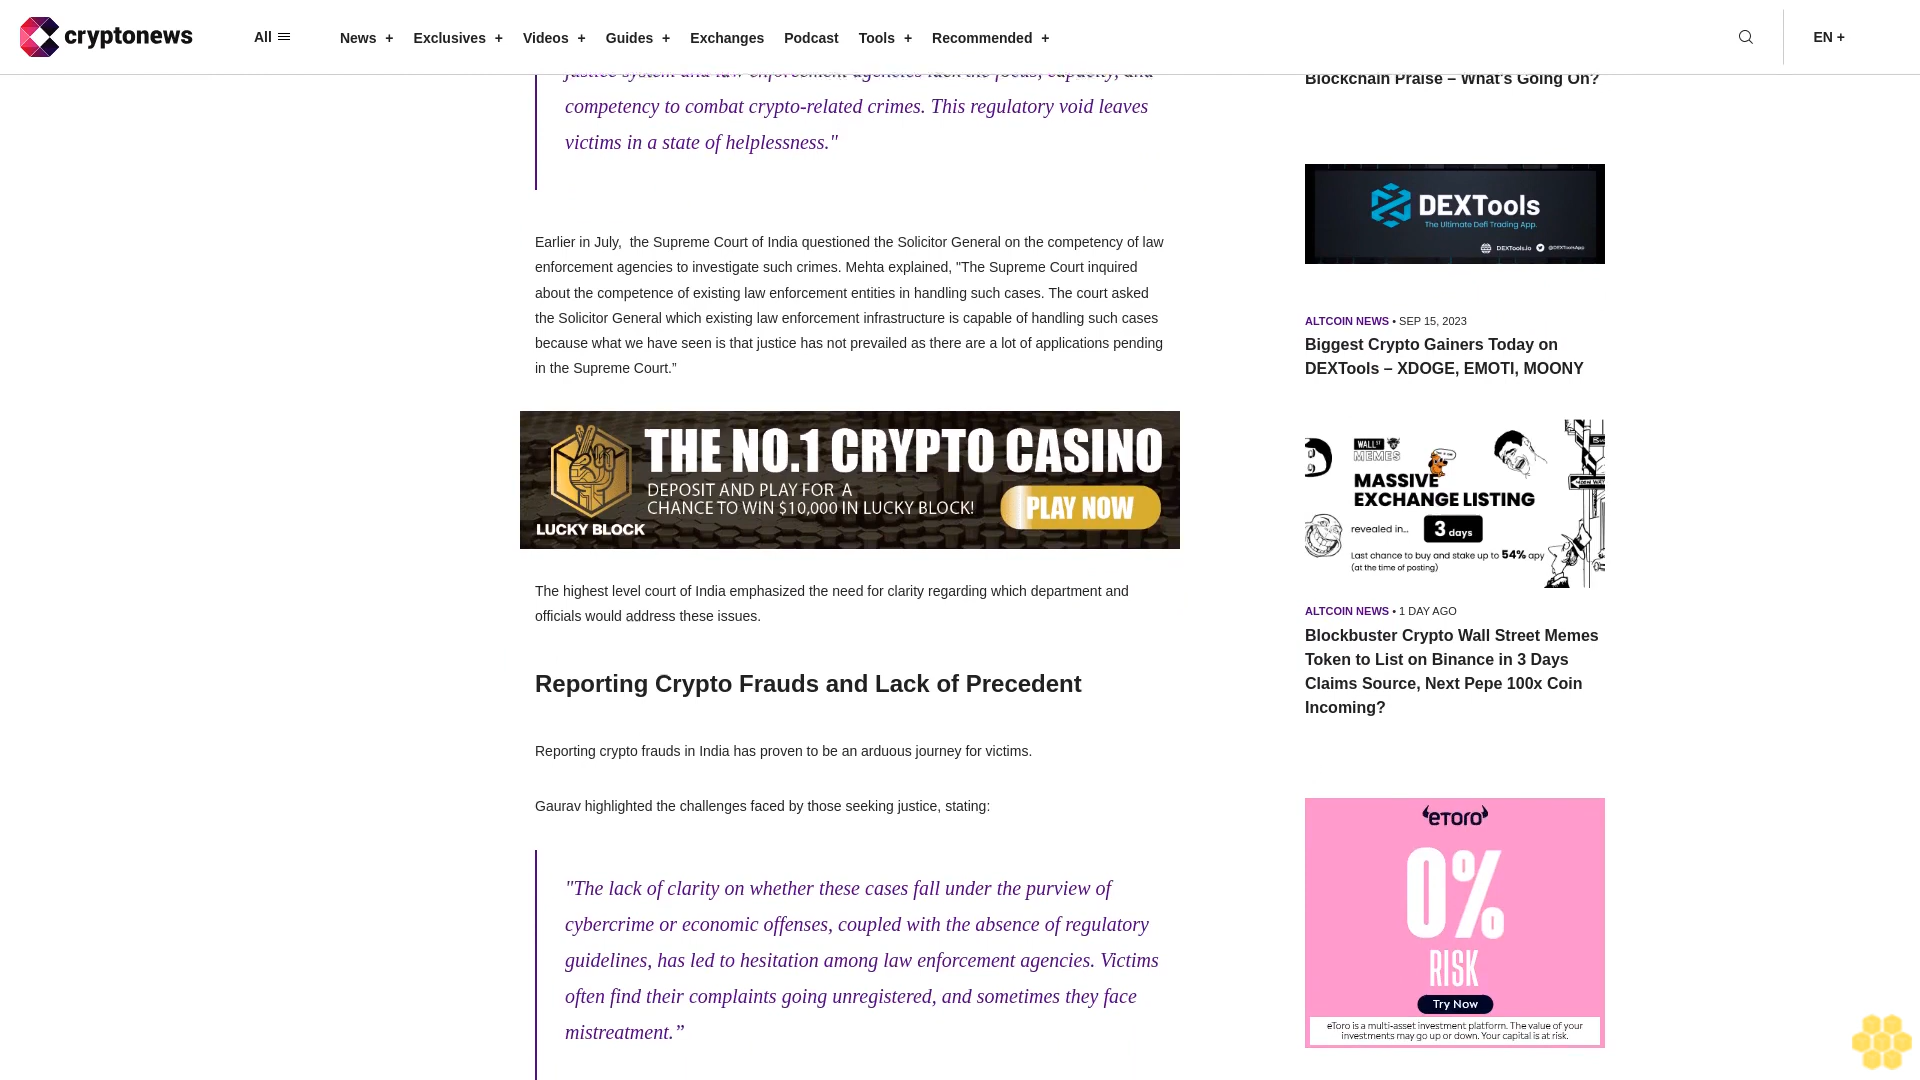 cryptonews
All
News +
Exclusives +
Videos +
Guides +
Exchanges
Podcast
Tools +
Recommended +
EN +
justice system and law enforcement agencies lack the focus, capacity, and
competency to combat crypto-related crimes. This regulatory void leaves
victims in a state of helplessness."
Earlier in July,  the Supreme Court of India questioned the Solicitor General on the competency of law
enforcement agencies to investigate such crimes. Mehta explained, "The Supreme Court inquired
about the competence of existing law enforcement entities in handling such cases. The court asked
the Solicitor General which existing law enforcement infrastructure is capable of handling such cases
because what we have seen is that justice has not prevailed as there are a lot of applications pending
in the Supreme Court.”
THE NO.1 CRYPTO CASINO
DEPOSIT AND PLAY FOR A
CHANCE TO WIN $10,000 IN LUCKY BLOCK!
PLAY NOW
LUCKY BLOCK
The highest level court of India emphasized the need for clarity regarding which department and
officials would address these issues.
Reporting Crypto Frauds and Lack of Precedent
Reporting crypto frauds in India has proven to be an arduous journey for victims.
Gaurav highlighted the challenges faced by those seeking justice, stating:
"The lack of clarity on whether these cases fall under the purview of
cybercrime or economic offenses, coupled with the absence of regulatory
guidelines, has led to hesitation among law enforcement agencies. Victims
often find their complaints going unregistered, and sometimes they face
mistreatment.”
Blockchain Praise – What's Going On?
DEXTools
The Ultimate Defi Trading App.
DEXTools.io
@DEXToolsApp
ALTCOIN NEWS • SEP 15, 2023
Biggest Crypto Gainers Today on
DEXTools – XDOGE, EMOTI, MOONY
WALL ST
MEMES
MASSIVE
EXCHANGE LISTING
revealed in..
3 days
Last chance to buy and stake up to 54% apy
(at the time of posting)
ALTCOIN NEWS • 1 DAY AGO
Blockbuster Crypto Wall Street Memes
Token to List on Binance in 3 Days
Claims Source, Next Pepe 100x Coin
Incoming?
eToro
0%
RISK
Try Now
eToro is a multi-asset investment platform. The value of your
investments may go up or down. Your capital is at risk.